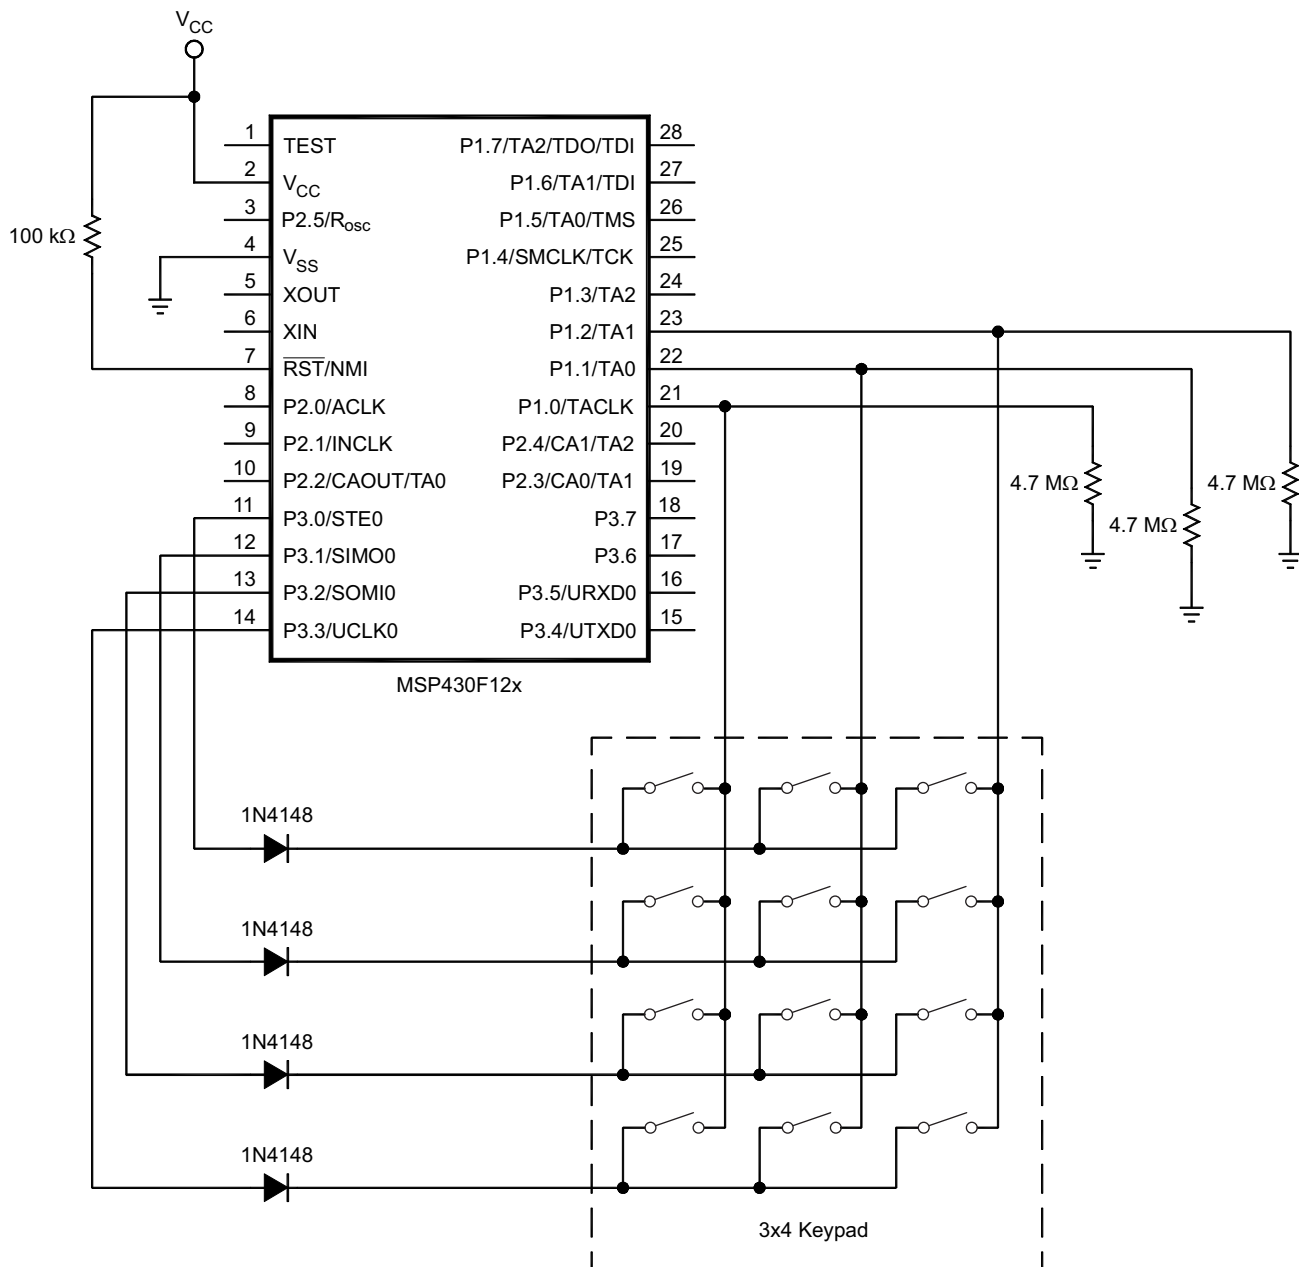 VCC
1
TEST
2
VCC
3
P2.5/Rosc
4
VSS
5
XOUT
6
XIN
7
RST/NMI
8
P2.0/ACLK
9
P2.1/INCLK
10
P2.2/CAOUT/TA0
11
P3.0/STE0
12
P3.1/SIMO0
13
P3.2/SOMI0
14
P3.3/UCLK0
P1.7/TA2/TDO/TDI
28
P1.6/TA1/TDI
27
P1.5/TA0/TMS
26
P1.4/SMCLK/TCK
25
P1.3/TA2
24
P1.2/TA1
23
P1.1/TA0
22
P1.0/TACLK
21
P2.4/CA1/TA2
20
P2.3/CA0/TA1
19
P3.7
18
P3.6
17
P3.5/URXD0
16
P3.4/UTXD0
15
100 kΩ
4.7 MΩ
4.7 MΩ
4.7 MΩ
MSP430F12x
1N4148
1N4148
1N4148
1N4148
3x4 Keypad